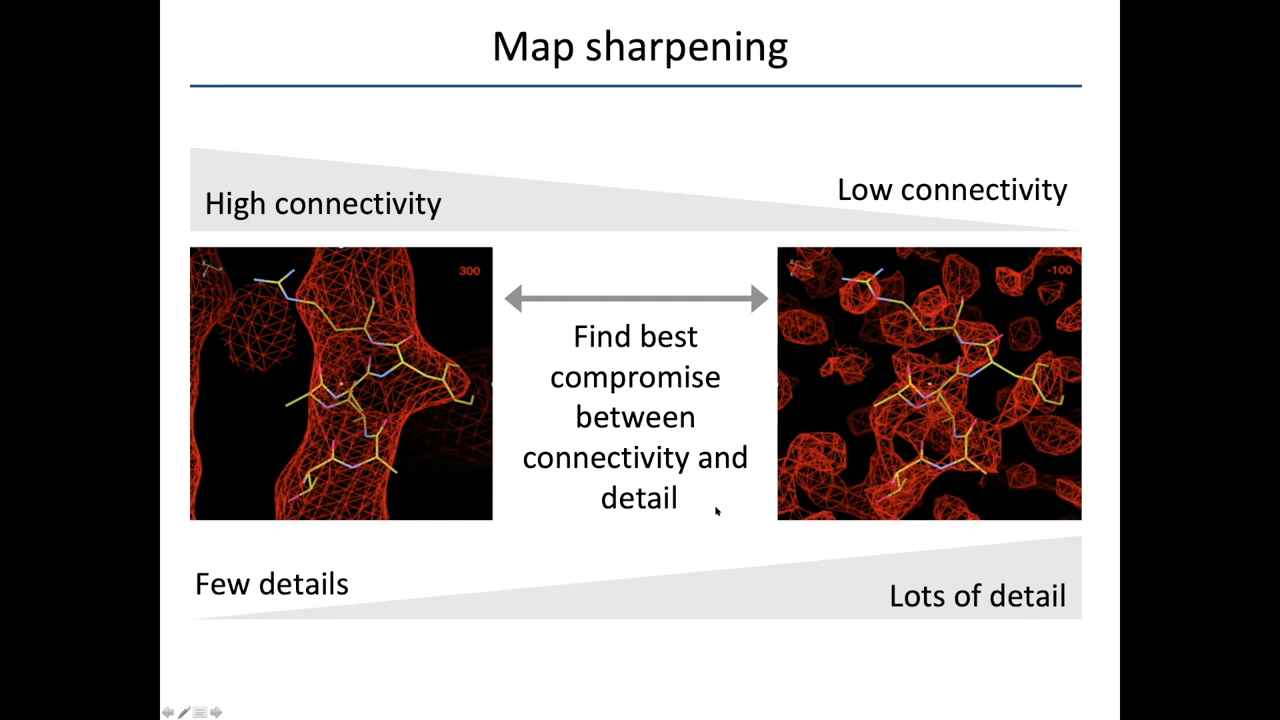 Map sharpening
High connectivity
Low connectivity
300
-100
Find best
compromise
between
connectivity and
detail
Few details
Lots of detail